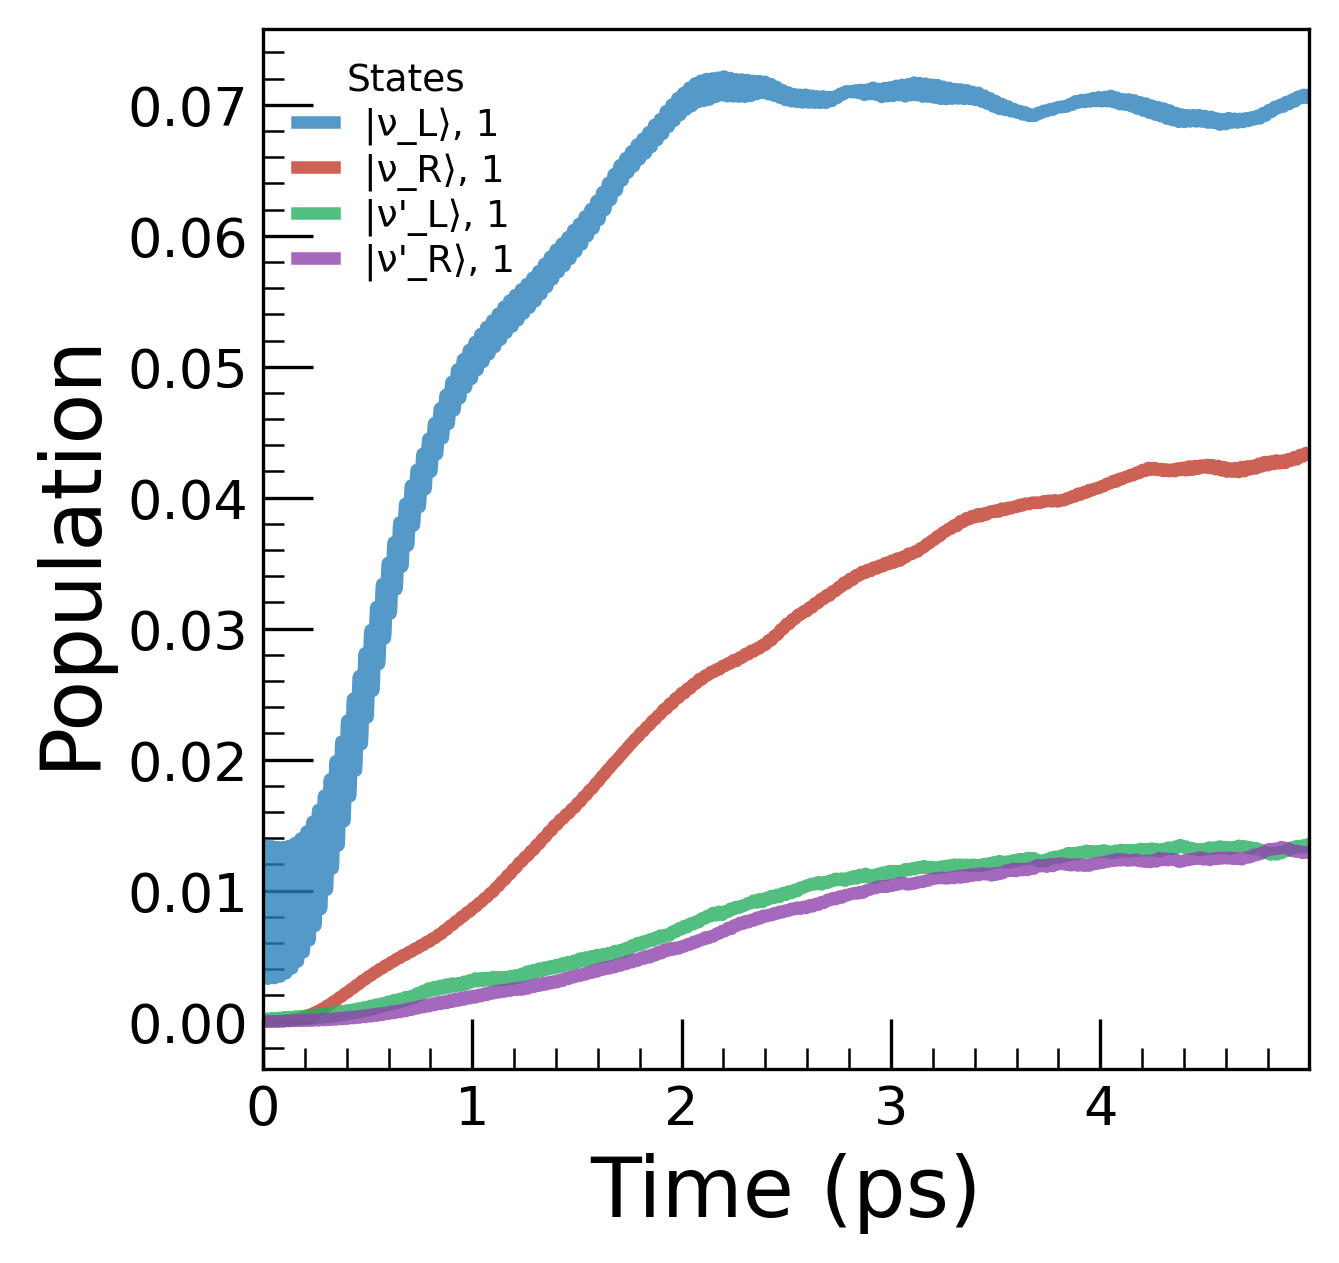 States
|ν_L⟩, 1
|ν_R⟩, 1
|ν'_L⟩, 1
|ν'_R⟩, 1
Population
0.07
0.06
0.05
0.04
0.03
0.02
0.01
0.00
0 1 2 3 4
Time (ps)